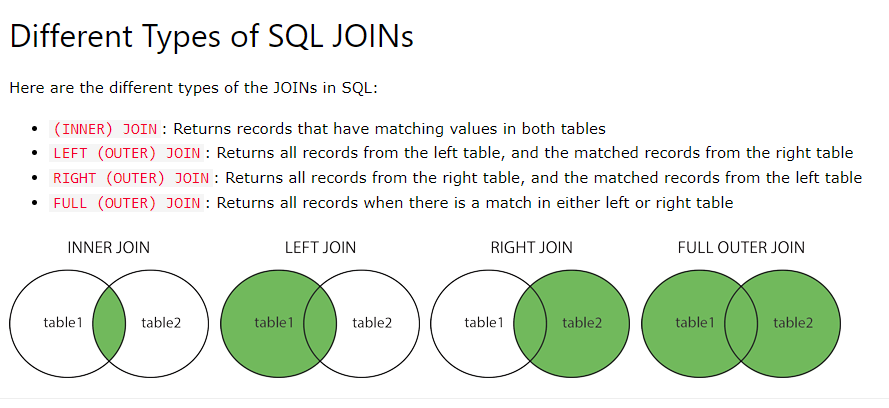 Different Types of SQL JOINs
Here are the different types of the JOINs in SQL:
• (INNER) JOIN : Returns records that have matching values in both tables
• LEFT (OUTER) JOIN : Returns all records from the left table, and the matched records from the right table
• RIGHT (OUTER) JOIN : Returns all records from the right table, and the matched records from the left table
• FULL (OUTER) JOIN : Returns all records when there is a match in either left or right table
INNER JOIN LEFT JOIN RIGHT JOIN FULL OUTER JOIN
table1 table2 table1 table2 table1 table2 table1 table2